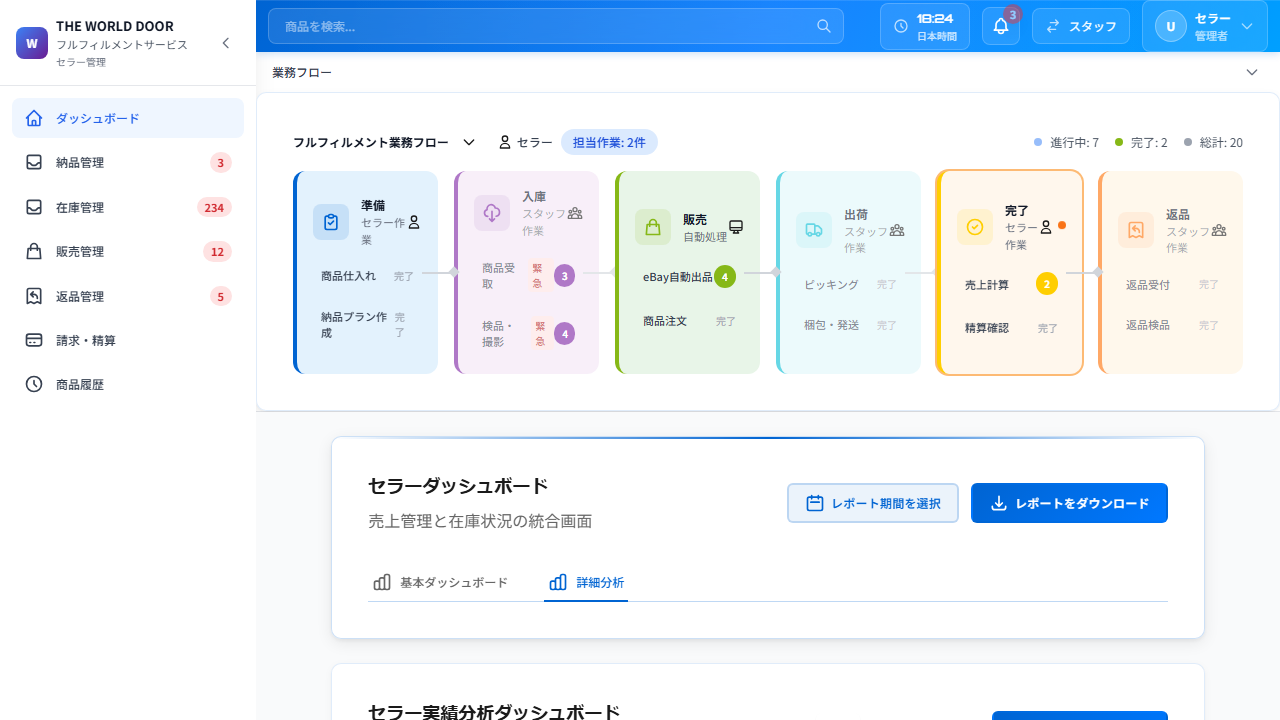 W
THE WORLD DOOR
フルフィルメントサービス
セラー管理
ダッシュボード
納品管理
3
在庫管理
234
販売管理
12
返品管理
5
請求・精算
商品履歴
商品を検索...
18:24
日本時間
3
スタッフ
U
セラー
管理者
業務フロー
フルフィルメント業務フロー
セラー
担当作業: 2件
進行中: 7
完了: 2
総計: 20
準備
セラー作
業
商品仕入れ
完了
納品プラン作
成
完
了
入庫
スタッフ
作業
商品受
取
緊
急
3
検品・
撮影
緊
急
4
販売
自動処理
eBay自動出品
4
商品注文
完了
出荷
スタッフ
作業
ピッキング
完了
梱包・発送
完了
完了
セラー
作業
売上計算
2
精算確認
完了
返品
スタッフ
作業
返品受付
完了
返品検品
完了
セラーダッシュボード
売上管理と在庫状況の統合画面
レポート期間を選択
レポートをダウンロード
基本ダッシュボード
詳細分析
セラー実績分析ダッシュボード